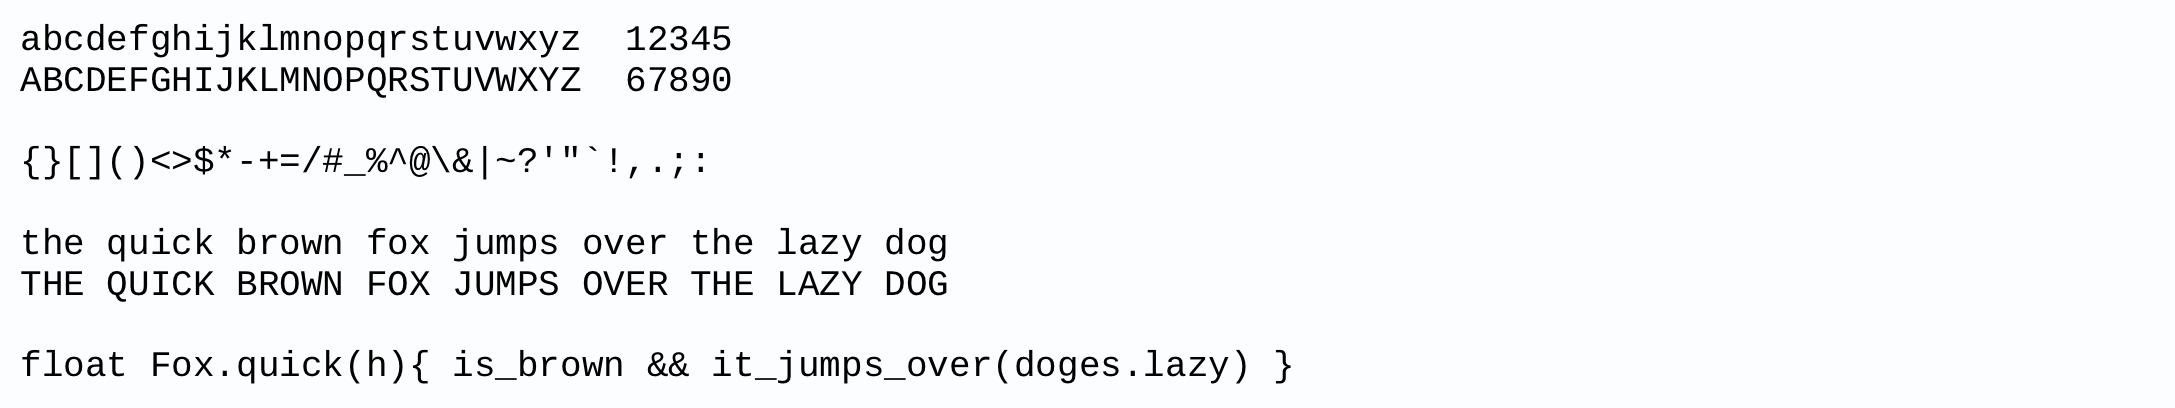 abcdefghijklmnopqrstuvwxyz  12345
ABCDEFGHIJKLMNOPQRSTUVWXYZ  67890
{}[]()<>$*-+=/#_%^@\&|~?'"`!,.;:
the quick brown fox jumps over the lazy dog
THE QUICK BROWN FOX JUMPS OVER THE LAZY DOG
float Fox.quick(h){ is_brown && it_jumps_over(doges.lazy) }